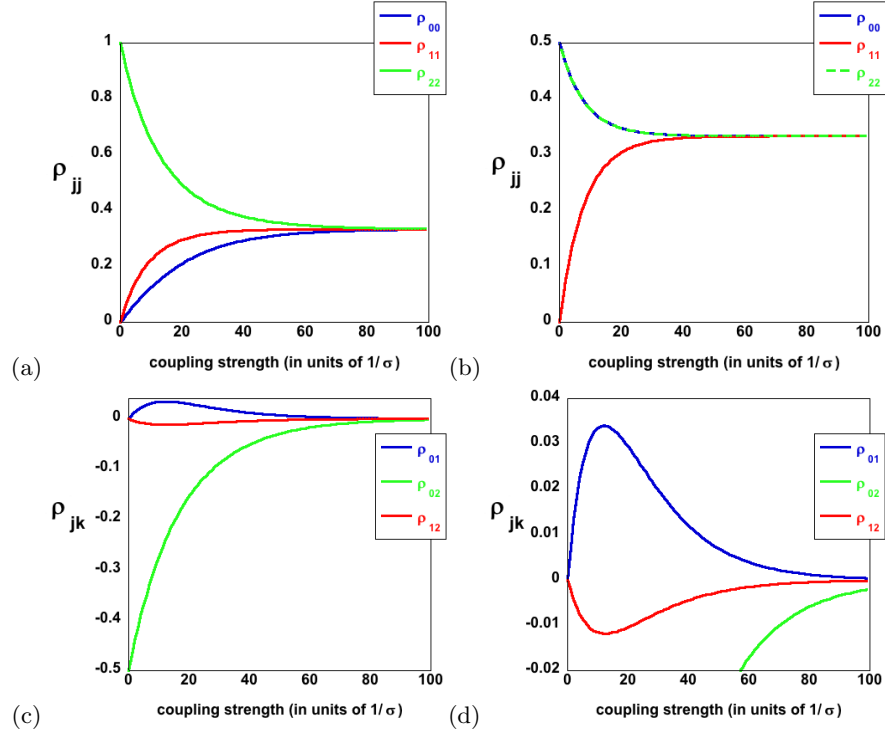 1
0.8
0.6
0.4
0.2
0
ρ jj
0 20 40 60 80 100
coupling strength (in units of 1/σ)
ρ 00
ρ 11
ρ 22
(a)
0.5
0.4
0.3
0.2
0.1
0
ρ jj
0 20 40 60 80 100
coupling strength (in units of 1/σ)
ρ 00
ρ 11
ρ 22
(b)
0
-0.1
-0.2
-0.3
-0.4
-0.5
ρ jk
0 20 40 60 80 100
coupling strength (in units of 1/σ)
ρ 01
ρ 02
ρ 12
(c)
0.04
0.03
0.02
0.01
0
-0.01
-0.02
ρ jk
0 20 40 60 80 100
coupling strength (in units of 1/σ)
ρ 01
ρ 02
ρ 12
(d)